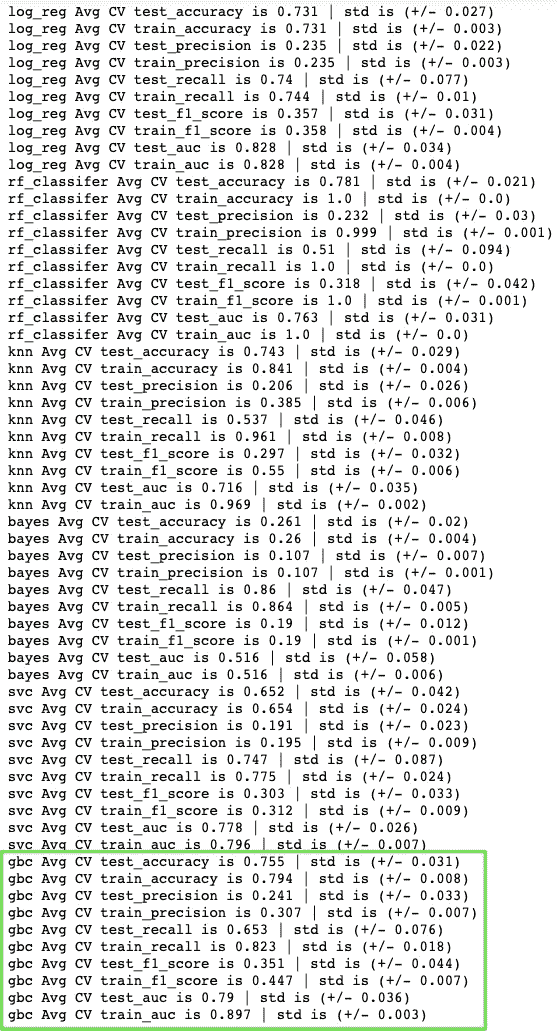 log_reg Avg CV test_accuracy is 0.731 | std is (+/- 0.027)
log_reg Avg CV train_accuracy is 0.731 | std is (+/- 0.003)
log_reg Avg CV test_precision is 0.235 | std is (+/- 0.022)
log_reg Avg CV train_precision is 0.235 | std is (+/- 0.003)
log_reg Avg CV test_recall is 0.74 | std is (+/- 0.077)
log_reg Avg CV train_recall is 0.744 | std is (+/- 0.01)
log_reg Avg CV test_f1_score is 0.357 | std is (+/- 0.031)
log_reg Avg CV train_f1_score is 0.358 | std is (+/- 0.004)
log_reg Avg CV test_auc is 0.828 | std is (+/- 0.034)
log_reg Avg CV train_auc is 0.828 | std is (+/- 0.004)
rf_classifer Avg CV test_accuracy is 0.781 | std is (+/- 0.021)
rf_classifer Avg CV train_accuracy is 1.0 | std is (+/- 0.0)
rf_classifer Avg CV test_precision is 0.232 | std is (+/- 0.03)
rf_classifer Avg CV train_precision is 0.999 | std is (+/- 0.001)
rf_classifer Avg CV test_recall is 0.51 | std is (+/- 0.094)
rf_classifer Avg CV train_recall is 1.0 | std is (+/- 0.0)
rf_classifer Avg CV test_f1_score is 0.318 | std is (+/- 0.042)
rf_classifer Avg CV train_f1_score is 1.0 | std is (+/- 0.001)
rf_classifer Avg CV test_auc is 0.763 | std is (+/- 0.031)
rf_classifer Avg CV train_auc is 1.0 | std is (+/- 0.0)
knn Avg CV test_accuracy is 0.743 | std is (+/- 0.029)
knn Avg CV train_accuracy is 0.841 | std is (+/- 0.004)
knn Avg CV test_precision is 0.206 | std is (+/- 0.026)
knn Avg CV train_precision is 0.385 | std is (+/- 0.006)
knn Avg CV test_recall is 0.537 | std is (+/- 0.046)
knn Avg CV train_recall is 0.961 | std is (+/- 0.008)
knn Avg CV test_f1_score is 0.297 | std is (+/- 0.032)
knn Avg CV train_f1_score is 0.55 | std is (+/- 0.006)
knn Avg CV test_auc is 0.716 | std is (+/- 0.035)
knn Avg CV train_auc is 0.969 | std is (+/- 0.002)
bayes Avg CV test_accuracy is 0.261 | std is (+/- 0.02)
bayes Avg CV train_accuracy is 0.26 | std is (+/- 0.004)
bayes Avg CV test_precision is 0.107 | std is (+/- 0.007)
bayes Avg CV train_precision is 0.107 | std is (+/- 0.001)
bayes Avg CV test_recall is 0.86 | std is (+/- 0.047)
bayes Avg CV train_recall is 0.864 | std is (+/- 0.005)
bayes Avg CV test_f1_score is 0.19 | std is (+/- 0.012)
bayes Avg CV train_f1_score is 0.19 | std is (+/- 0.001)
bayes Avg CV test_auc is 0.516 | std is (+/- 0.058)
bayes Avg CV train_auc is 0.516 | std is (+/- 0.006)
svc Avg CV test_accuracy is 0.652 | std is (+/- 0.042)
svc Avg CV train_accuracy is 0.654 | std is (+/- 0.024)
svc Avg CV test_precision is 0.191 | std is (+/- 0.023)
svc Avg CV train_precision is 0.195 | std is (+/- 0.009)
svc Avg CV test_recall is 0.747 | std is (+/- 0.087)
svc Avg CV train_recall is 0.775 | std is (+/- 0.024)
svc Avg CV test_f1_score is 0.303 | std is (+/- 0.033)
svc Avg CV train_f1_score is 0.312 | std is (+/- 0.009)
svc Avg CV test_auc is 0.778 | std is (+/- 0.026)
svc Avg CV train_auc is 0.796 | std is (+/- 0.007)
gbc Avg CV test_accuracy is 0.755 | std is (+/- 0.031)
gbc Avg CV train_accuracy is 0.794 | std is (+/- 0.008)
gbc Avg CV test_precision is 0.241 | std is (+/- 0.033)
gbc Avg CV train_precision is 0.307 | std is (+/- 0.007)
gbc Avg CV test_recall is 0.653 | std is (+/- 0.076)
gbc Avg CV train_recall is 0.823 | std is (+/- 0.018)
gbc Avg CV test_f1_score is 0.351 | std is (+/- 0.044)
gbc Avg CV train_f1_score is 0.447 | std is (+/- 0.007)
gbc Avg CV test_auc is 0.79 | std is (+/- 0.036)
gbc Avg CV train_auc is 0.897 | std is (+/- 0.003)